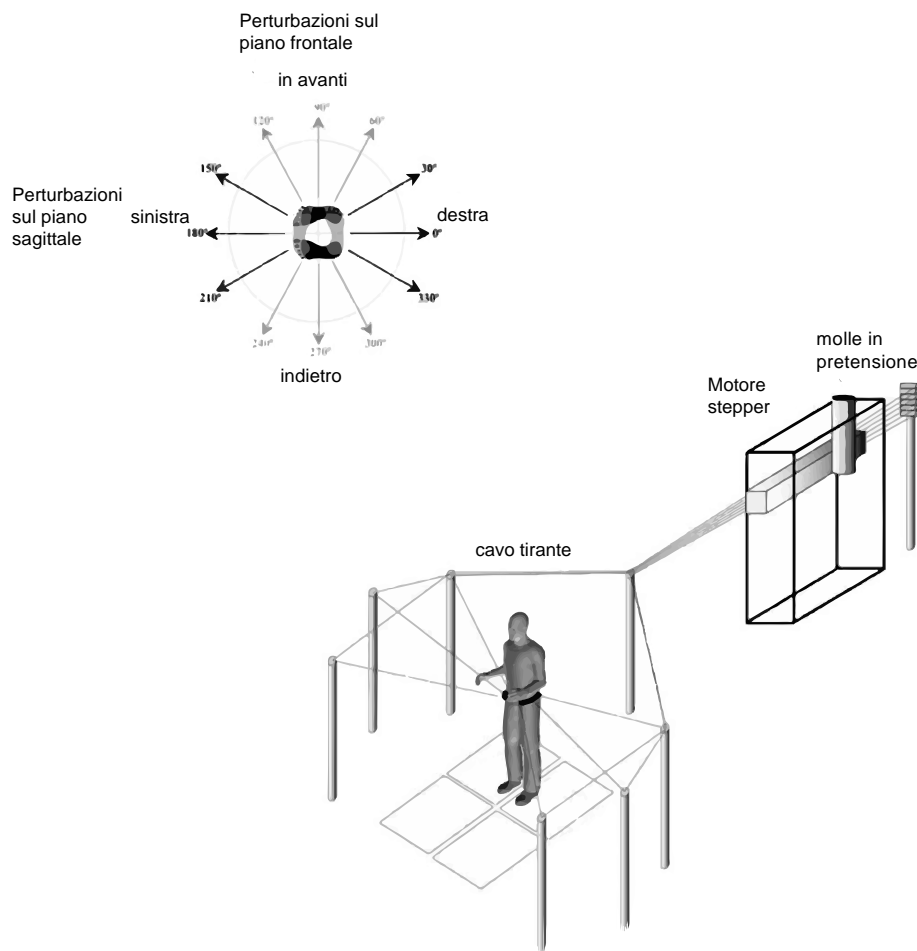 Perturbazioni sul
piano frontale
in avanti
90°
120°
60°
150°
30°
Perturbazioni
sul piano
sagittale
sinistra
destra
180°
0°
210°
330°
240°
270°
300°
indietro
molle in
pretensione
Motore
stepper
cavo tirante